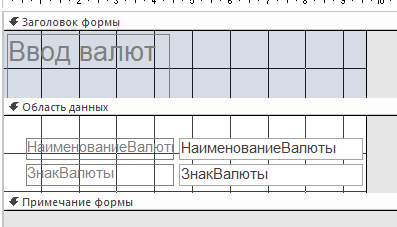 Заголовок формы
Ввод валют
Область данных
НаименованиеВалюты НаименованиеВалюты
ЗнакВалюты ЗнакВалюты
Примечание формы